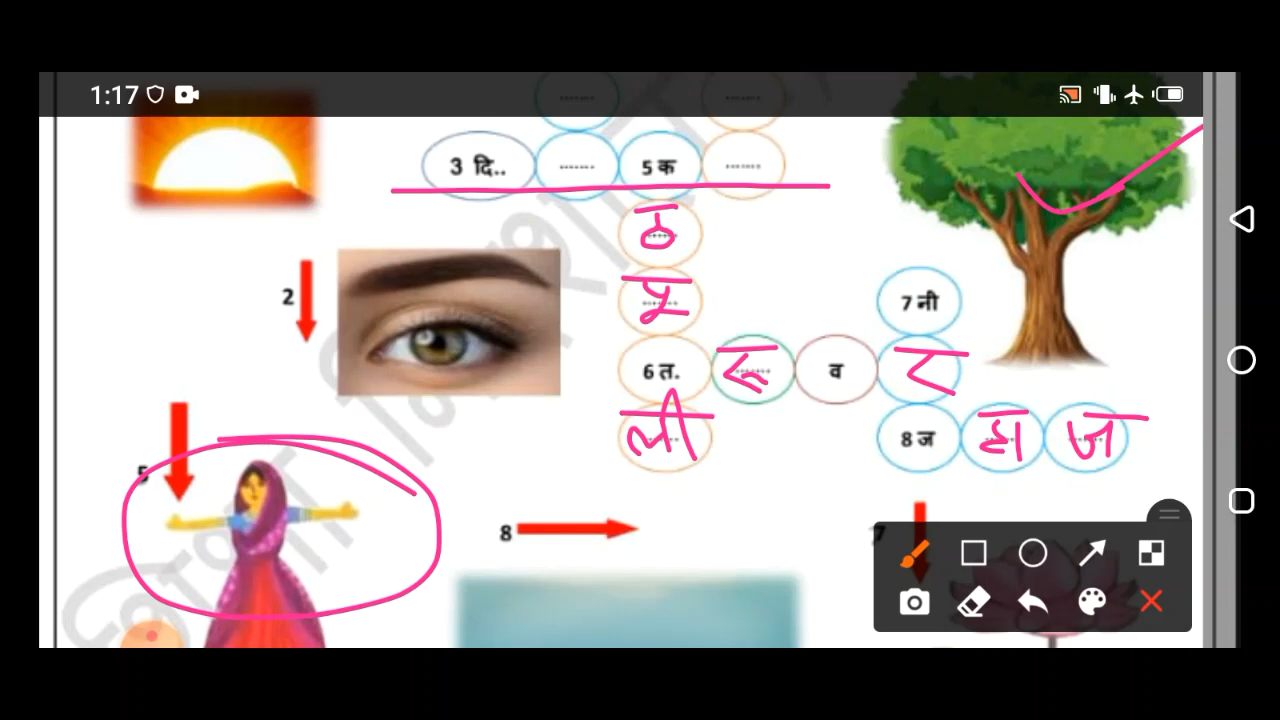 1:17
3 दि.. ....... 5 क .......
ठ
2
पु
7 नी
6 त. रु व र
ली
8 ज हा ज
5
8
7